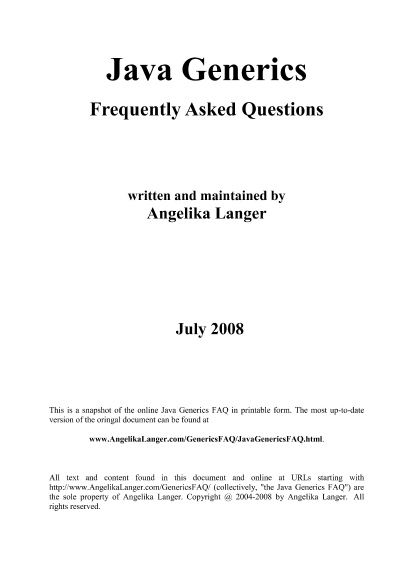 Java Generics
Frequently Asked Questions
written and maintained by
Angelika Langer
July 2008
This is a snapshot of the online Java Generics FAQ in printable form. The most up-to-date
version of the oringal document can be found at
www.AngelikaLanger.com/GenericsFAQ/JavaGenericsFAQ.html.
All text and content found in this document and online at URLs starting with
http://www.AngelikaLanger.com/GenericsFAQ/ (collectively, "the Java Generics FAQ") are
the sole property of Angelika Langer. Copyright @ 2004-2008 by Angelika Langer. All
rights reserved.